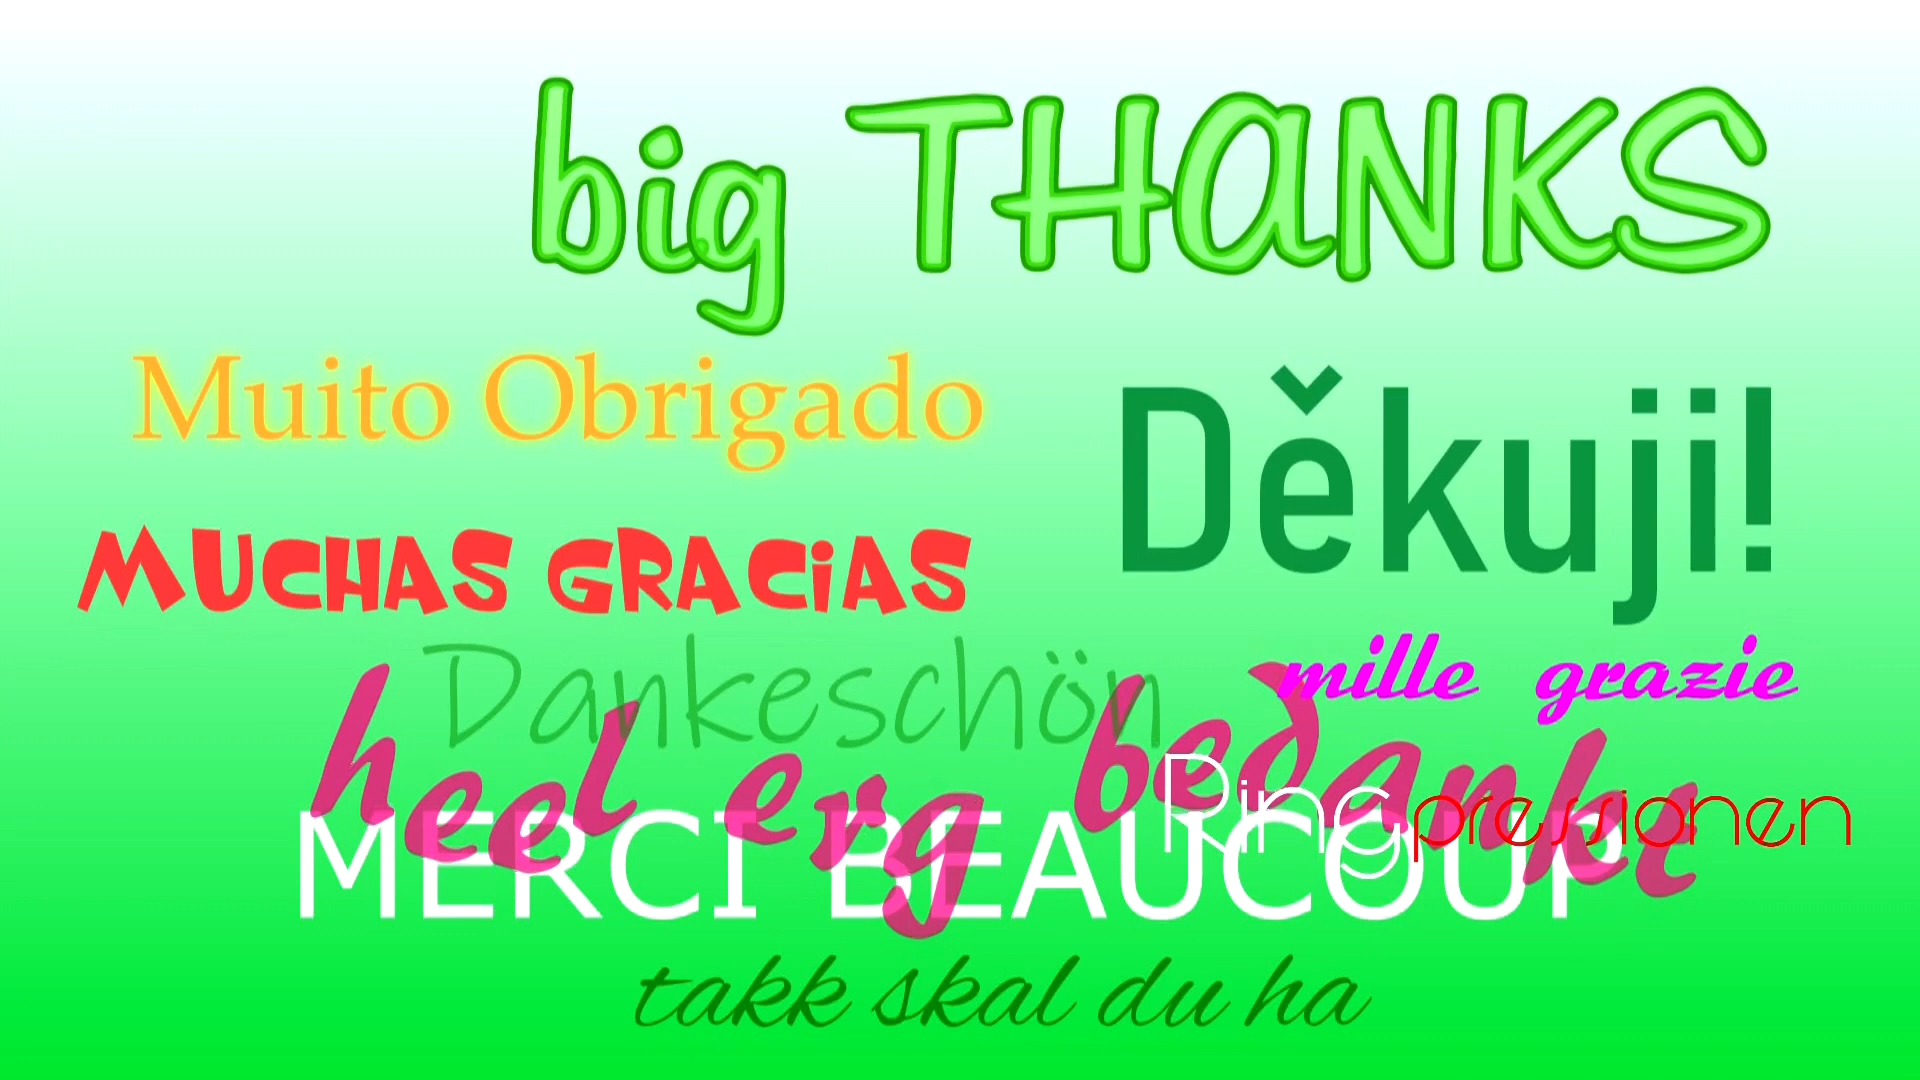 big THANKS
Muito Obrigado
Děkuji!
MUCHAS GRACiAS
Dankeschön
mille grazie
heel erg bedankt
Ringpressionen
MERCI BEAUCOUP
takk skal du ha